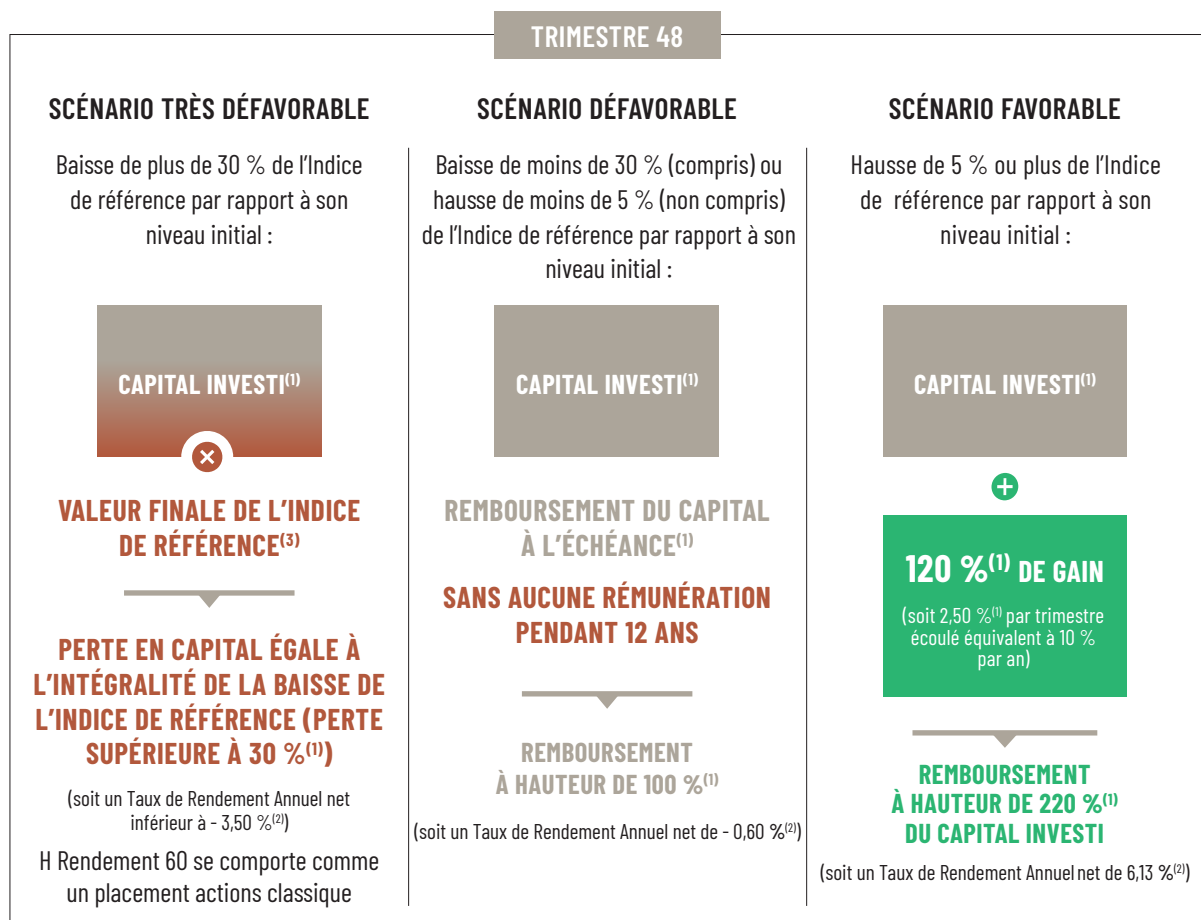 TRIMESTRE 48
SCÉNARIO TRÈS DÉFAVORABLE
Baisse de plus de 30 % de l'Indice
de référence par rapport à son
niveau initial :
CAPITAL INVESTI(1)
VALEUR FINALE DE L'INDICE
DE RÉFÉRENCE(3)
PERTE EN CAPITAL ÉGALE À
L'INTÉGRALITÉ DE LA BAISSE DE
L'INDICE DE RÉFÉRENCE (PERTE
SUPÉRIEURE À 30 %(1))
(soit un Taux de Rendement Annuel net
inférieur à - 3,50 %(2))
H Rendement 60 se comporte comme
un placement actions classique
SCÉNARIO DÉFAVORABLE
Baisse de moins de 30 % (compris) ou
hausse de moins de 5 % (non compris)
de l'Indice de référence par rapport à son
niveau initial :
CAPITAL INVESTI(1)
REMBOURSEMENT DU CAPITAL
À L'ÉCHÉANCE(1)
SANS AUCUNE RÉMUNÉRATION
PENDANT 12 ANS
REMBOURSEMENT
À HAUTEUR DE 100 %(1)
(soit un Taux de Rendement Annuel net de - 0,60 %(2))
SCÉNARIO FAVORABLE
Hausse de 5 % ou plus de l'Indice
de référence par rapport à son
niveau initial :
CAPITAL INVESTI(1)
120 %(1) DE GAIN
(soit 2,50 %(1) par trimestre
écoulé équivalent à 10 %
par an)
REMBOURSEMENT
À HAUTEUR DE 220 %(1)
DU CAPITAL INVESTI
(soit un Taux de Rendement Annuel net de 6,13 %(2))